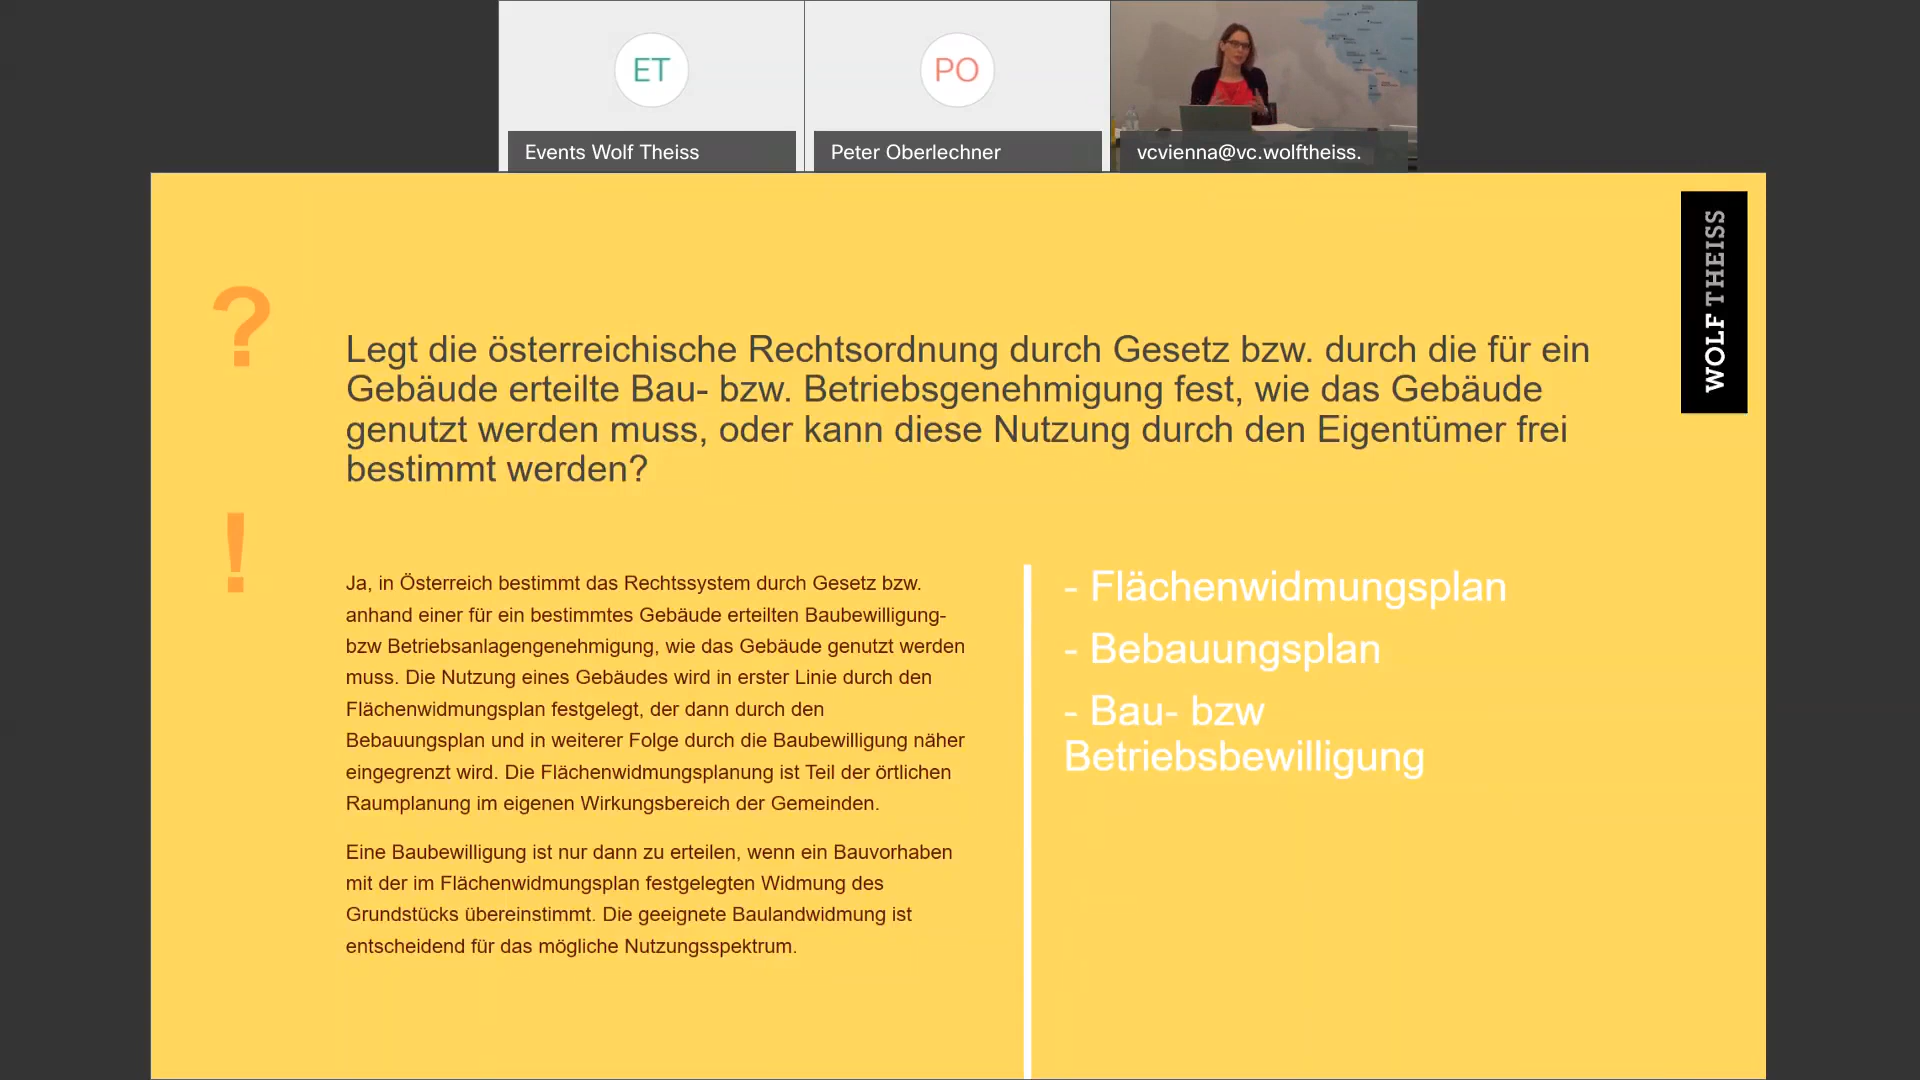 ET
PO
Events Wolf Theiss
Peter Oberlechner
vcvienna@vc.wolftheiss.
WOLF THEISS
?
Legt die österreichische Rechtsordnung durch Gesetz bzw. durch die für ein
Gebäude erteilte Bau- bzw. Betriebsgenehmigung fest, wie das Gebäude
genutzt werden muss, oder kann diese Nutzung durch den Eigentümer frei
bestimmt werden?
!
Ja, in Österreich bestimmt das Rechtssystem durch Gesetz bzw.
anhand einer für ein bestimmtes Gebäude erteilten Baubewilligung-
bzw Betriebsanlagengenehmigung, wie das Gebäude genutzt werden
muss. Die Nutzung eines Gebäudes wird in erster Linie durch den
Flächenwidmungsplan festgelegt, der dann durch den
Bebauungsplan und in weiterer Folge durch die Baubewilligung näher
eingegrenzt wird. Die Flächenwidmungsplanung ist Teil der örtlichen
Raumplanung im eigenen Wirkungsbereich der Gemeinden.
Eine Baubewilligung ist nur dann zu erteilen, wenn ein Bauvorhaben
mit der im Flächenwidmungsplan festgelegten Widmung des
Grundstücks übereinstimmt. Die geeignete Baulandwidmung ist
entscheidend für das mögliche Nutzungsspektrum.
- Flächenwidmungsplan
- Bebauungsplan
- Bau- bzw
Betriebsbewilligung